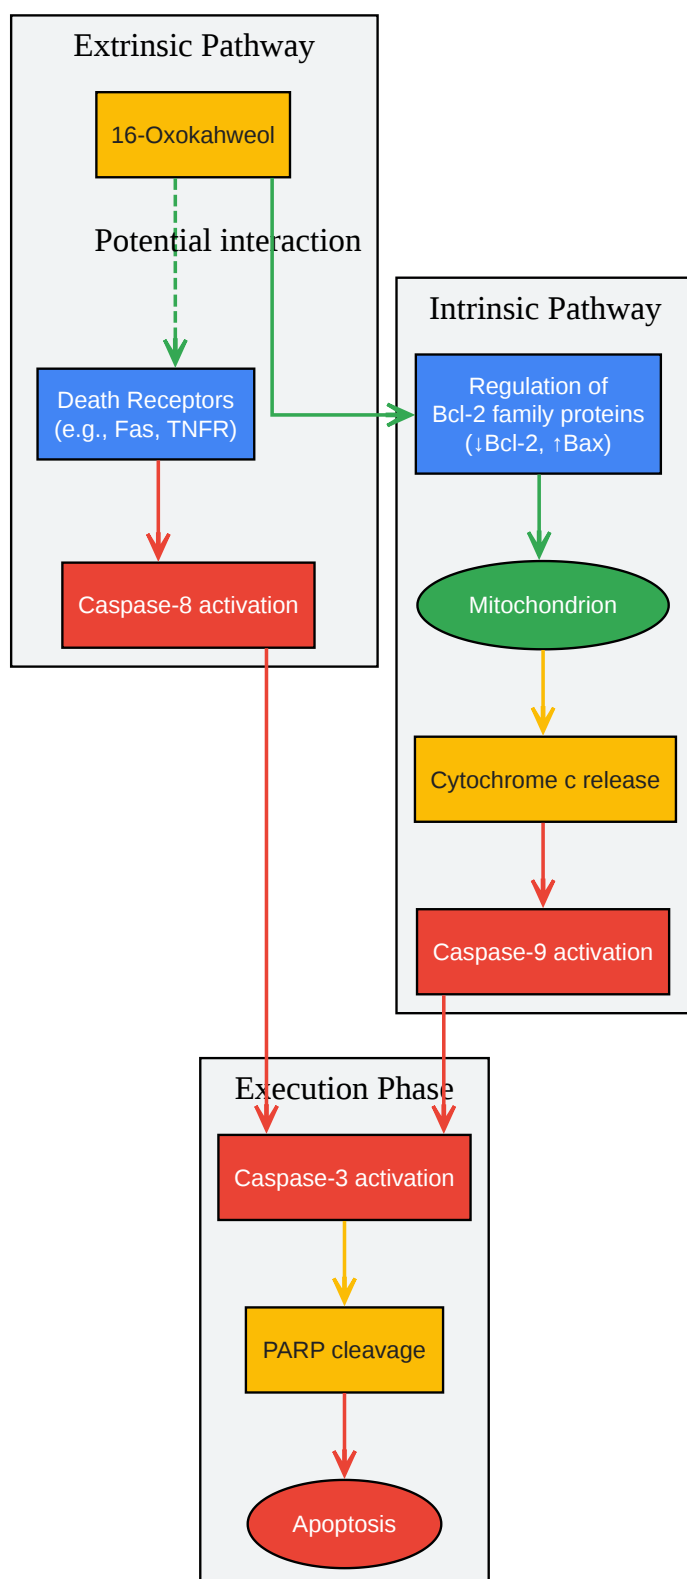 Extrinsic Pathway
16-Oxokahweol
Potential interaction
Death Receptors
(e.g., Fas, TNFR)
Caspase-8 activation
Intrinsic Pathway
Regulation of
Bcl-2 family proteins
(↓Bcl-2, ↑Bax)
Mitochondrion
Cytochrome c release
Caspase-9 activation
Execution Phase
Caspase-3 activation
PARP cleavage
Apoptosis